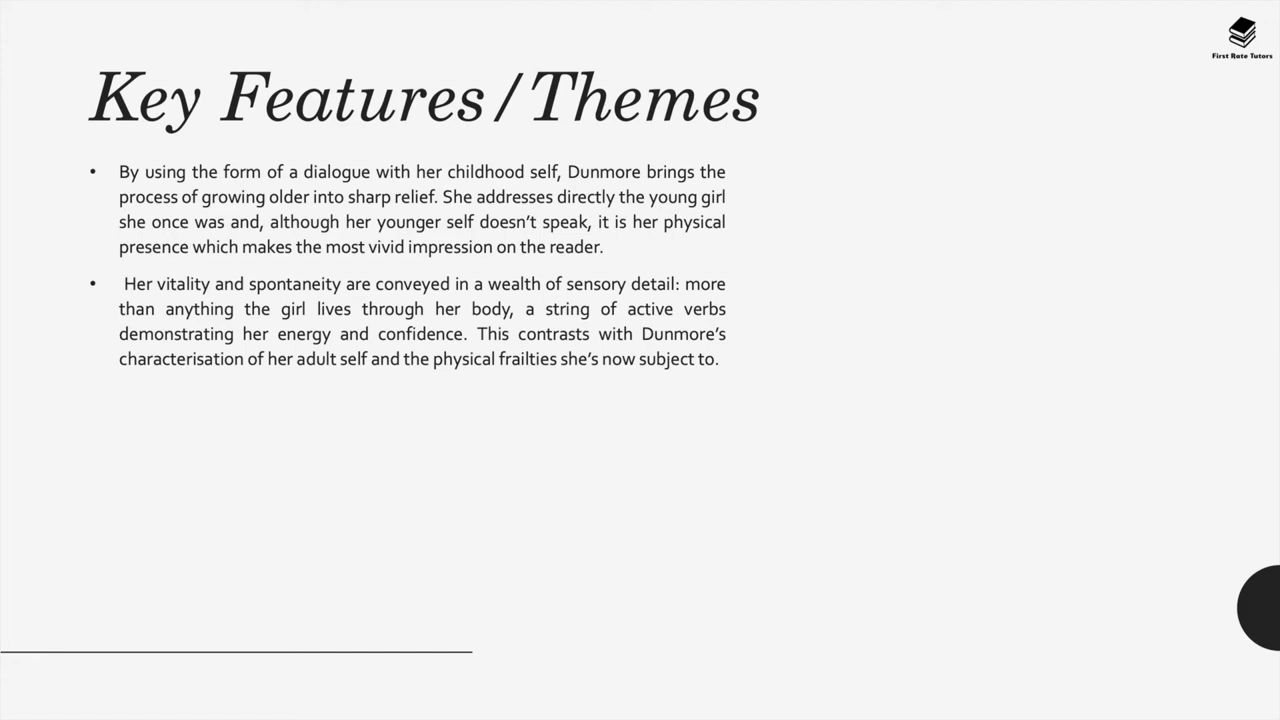 First Rate Tutors
Key Features/Themes
• By using the form of a dialogue with her childhood self, Dunmore brings the
process of growing older into sharp relief. She addresses directly the young girl
she once was and, although her younger self doesn’t speak, it is her physical
presence which makes the most vivid impression on the reader.
• Her vitality and spontaneity are conveyed in a wealth of sensory detail: more
than anything the girl lives through her body, a string of active verbs
demonstrating her energy and confidence. This contrasts with Dunmore’s
characterisation of her adult self and the physical frailties she’s now subject to.